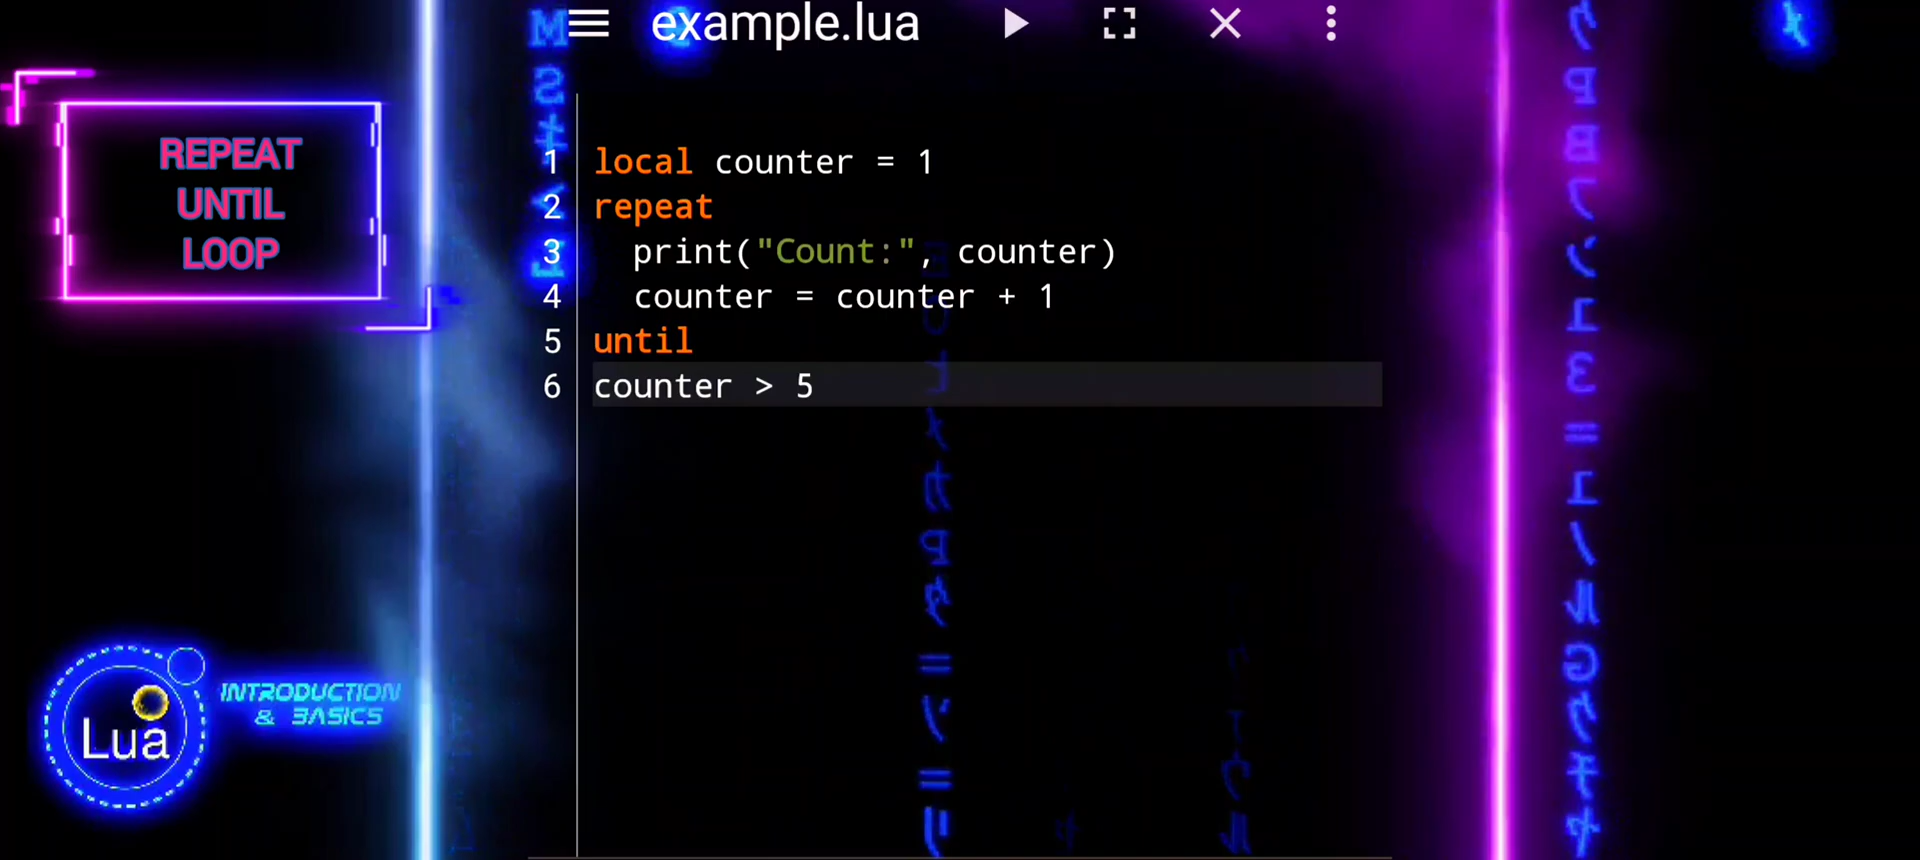 example.lua
REPEAT
UNTIL
LOOP
1 local counter = 1
2 repeat
3   print("Count:", counter)
4   counter = counter + 1
5 until
6 counter > 5
Lua
INTRODUCTION
& BASICS